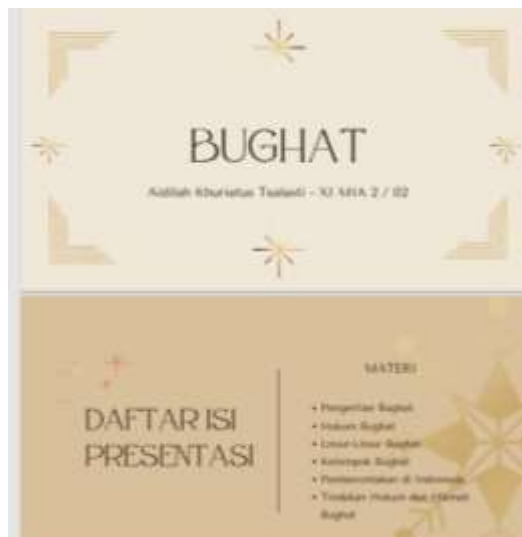 BUGHAT
XI MIA 2 / 02
DAFTAR ISI
PRESENTASI
MATERI
• Pengertian Bughat
• Hukum Bughat
• Unsur-Unsur Bughat
• Kelompok Bughat
• Pemberontakan di Indonesia
• Tindakan Hukum dan Hikmah
Bughat